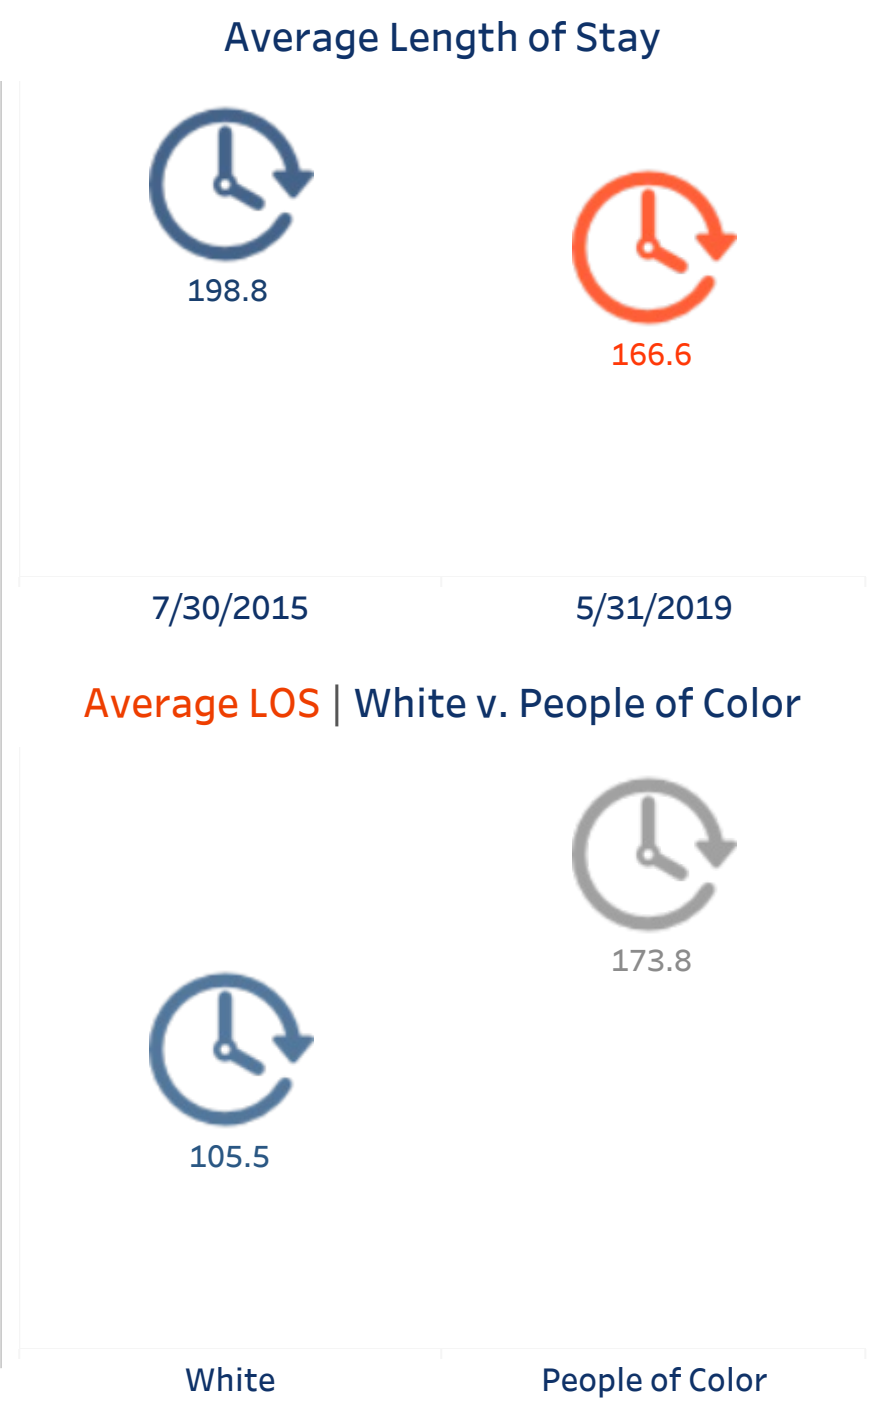 Average Length of Stay
198.8
166.6
7/30/2015 5/31/2019
Average LOS | White v. People of Color
173.8
105.5
White People of Color